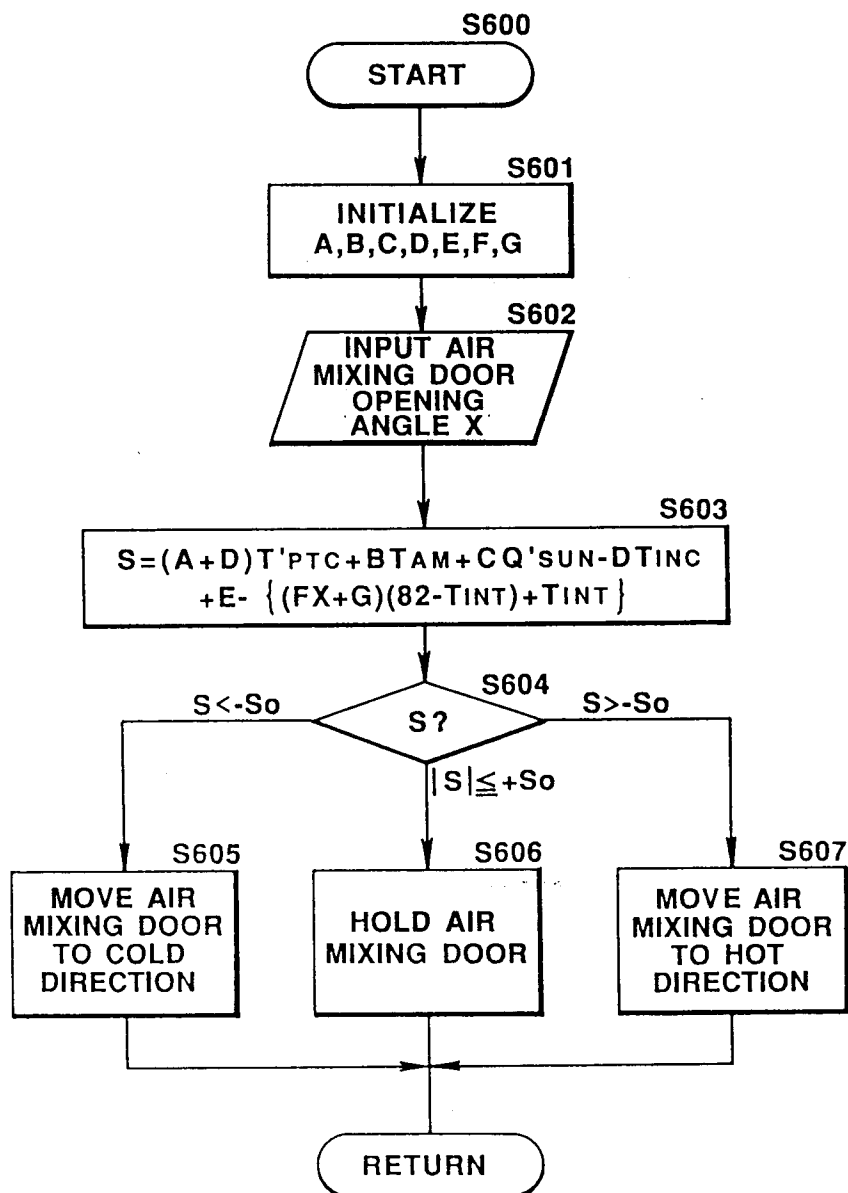 S600
START
S601
INITIALIZE
A,B,C,D,E,F,G
S602
INPUT AIR
MIXING DOOR
OPENING
ANGLE X
S603
S=(A+D)T'PTC+BTAM+CQ'SUN-DTINC
+E- {(FX+G)(82-TINT)+TINT}
S604
S<-So
S?
S>-So
|S|≦+So
S605
MOVE AIR
MIXING DOOR
TO COLD
DIRECTION
S606
HOLD AIR
MIXING DOOR
S607
MOVE AIR
MIXING DOOR
TO HOT
DIRECTION
RETURN